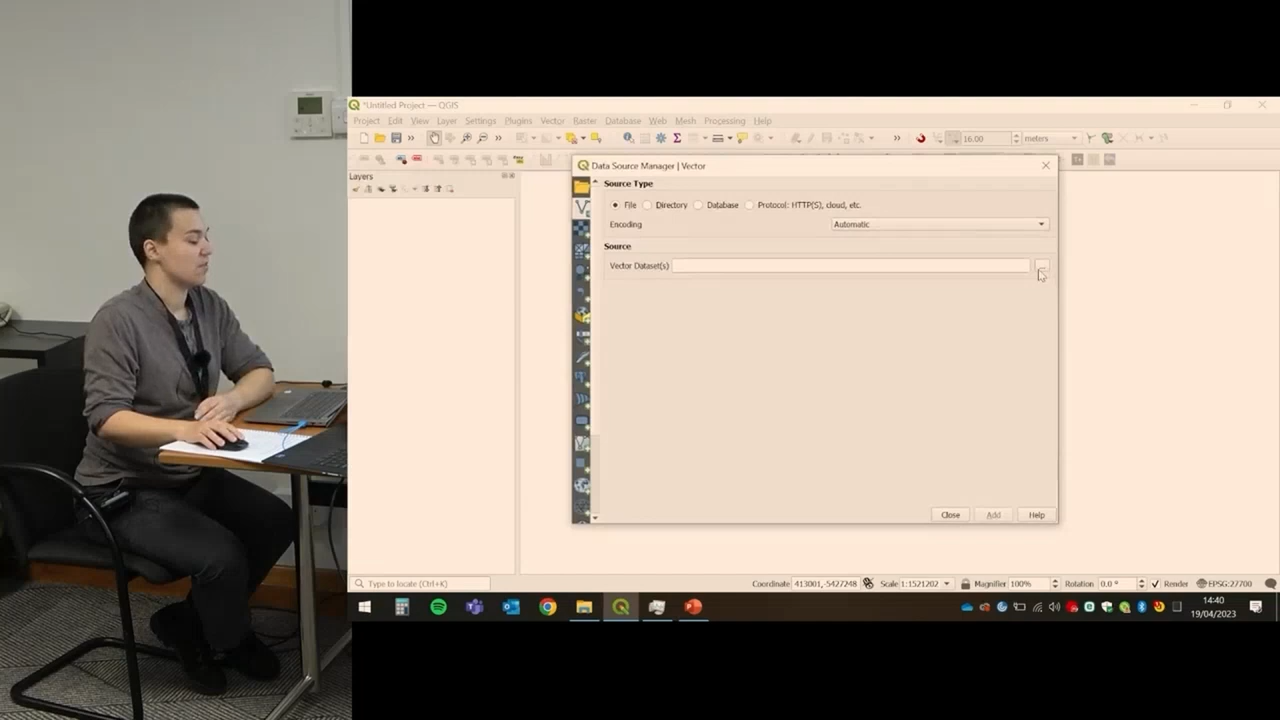 *Untitled Project — QGIS
Project Edit View Layer Settings Plugins Vector Raster Database Web Mesh Processing Help
16.00 meters
Layers
Data Source Manager | Vector
Source Type
File Directory Database Protocol: HTTP(S), cloud, etc.
Encoding Automatic
Source
Vector Dataset(s) ...
Close Add Help
Type to locate (Ctrl+K)
Coordinate 413001,-5427248 Scale 1:1521202 Magnifier 100% Rotation 0.0 ° Render EPSG:27700
14:40
19/04/2023